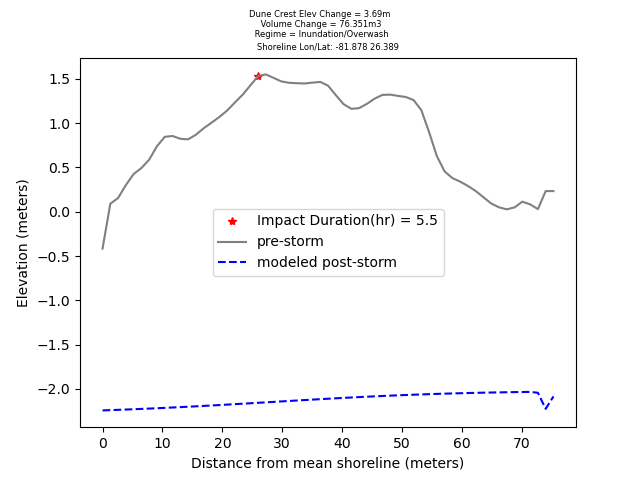 Dune Crest Elev Change = 3.69m
Volume Change = 76.351m3
Regime = Inundation/Overwash
Shoreline Lon/Lat: -81.878 26.389
1.5
1.0
0.5
0.0
−0.5
−1.0
−1.5
−2.0
Elevation (meters)
Impact Duration(hr) = 5.5
pre-storm
modeled post-storm
0 10 20 30 40 50 60 70
Distance from mean shoreline (meters)